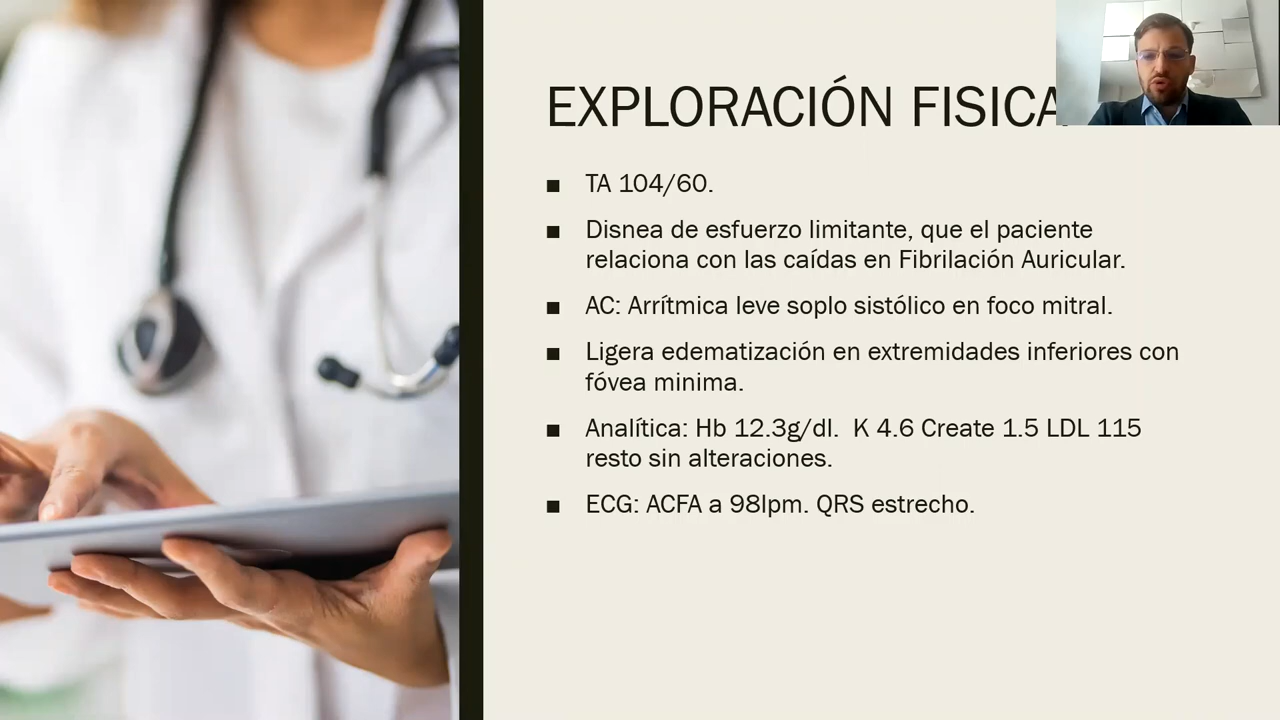 EXPLORACIÓN FISICA
■ TA 104/60.
■ Disnea de esfuerzo limitante, que el paciente
relaciona con las caídas en Fibrilación Auricular.
■ AC: Arrítmica leve soplo sistólico en foco mitral.
■ Ligera edematización en extremidades inferiores con
fóvea minima.
■ Analítica: Hb 12.3g/dl. K 4.6 Create 1.5 LDL 115
resto sin alteraciones.
■ ECG: ACFA a 98lpm. QRS estrecho.